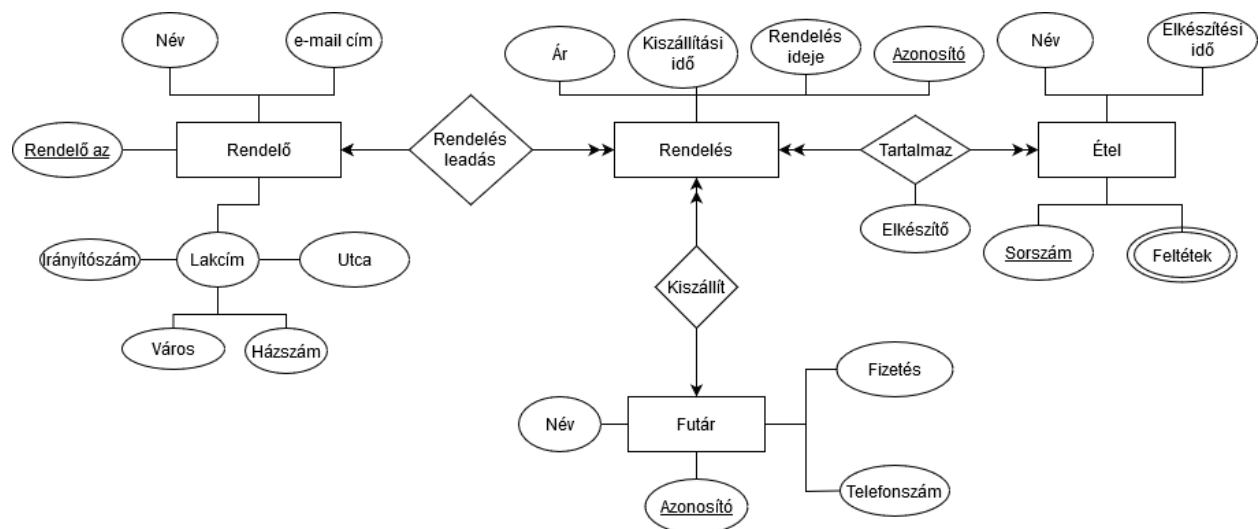 Név
e-mail cím
Rendelő az
Rendelő
Lakcím
Irányítószám
Utca
Város
Házszám
Rendelés
leadás
Ár
Kiszállítási
idő
Rendelés
ideje
Azonosító
Rendelés
Tartalmaz
Elkészítő
Név
Elkészítési
idő
Étel
Sorszám
Feltétek
Kiszállít
Név
Futár
Azonosító
Fizetés
Telefonszám